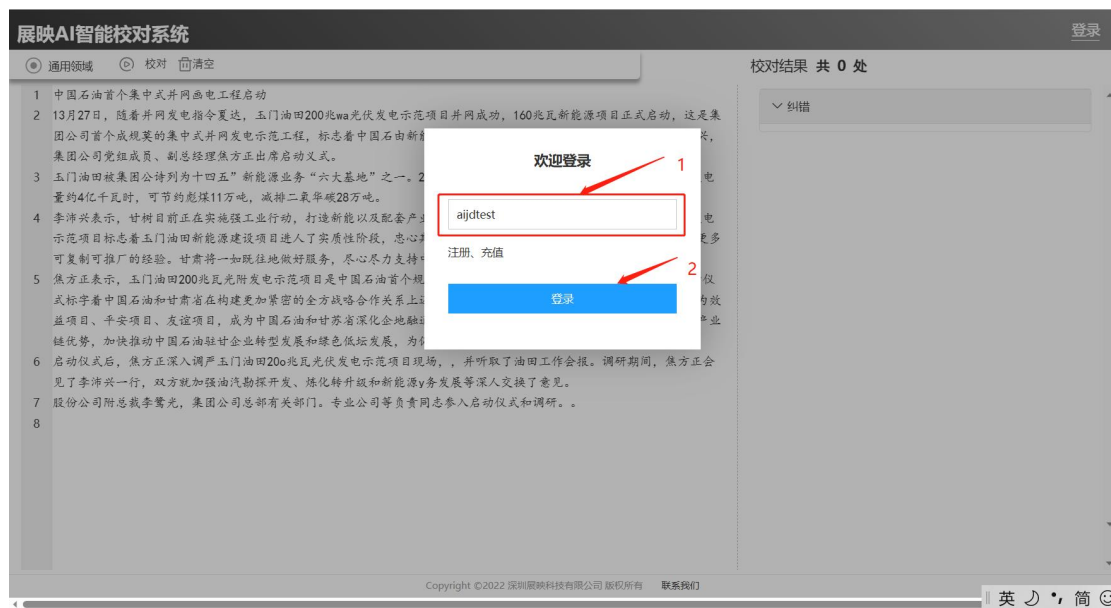 展映AI智能校对系统
登录
通用领域 校对 清空
校对结果 共 0 处
纠错
1 中国石油首个集中式并网卤电工程启动
2 13月27日，随着并网发电指令夏达，玉门油田200兆wa光伏发电示范项目并网成功，160兆瓦新能源项目正式启动，这是集
团公司首个成规莫的集中式并网发电示范工程，标志着中国石由新能
集团公司党组成员、副总经理焦方正出席启动义式。
3 玉门油田被集团公诗列为十四五”新能源业务“六大基地”之一。2 电
量约4亿千瓦时，可节约彪煤11万吨，减排二氧华碳28万吨。
4 李沛兴表示，甘树目前正在实施强工业行动，打造新能以及配套产业 电
示范项目标志着玉门油田新能源建设项目进人了实质性阶段，忠心其 更多
可复制可推厂的经验。甘肃将一如既往地做好服务，尽心尽力支持中
5 焦方正表示，玉门油田200兆瓦光附发电示范项目是中国石油首个规 仪
式标字着中国石油和甘肃省在构建更加紧密的全方战咯合作关系上迈 为效
益项目、平安项目、友谊项目，成为中国石油和甘苏省深化企地融 产业
链优势，加快推动中国石油驻甘企业转型发展和绿色低坛发展，为
6 启动仪式后，焦方正深入调严玉门油田20o兆瓦光伏发电示范项目现场，，并听取了油田工作会报。调研期间，焦方正会
见了李沛兴一行，双方就加强油汽勘探开发、炼化转升级和新能源y务发展等深人交换了意见。
7 股份公司附总裁李鹭光，集团公司总部有关部门。专业公司等负责同志参入启动仪式和调研。。
8
欢迎登录
1
aijdtest
注册、充值
2
登录
Copyright ©2022 深圳展映科技有限公司 版权所有 联系我们
英 简